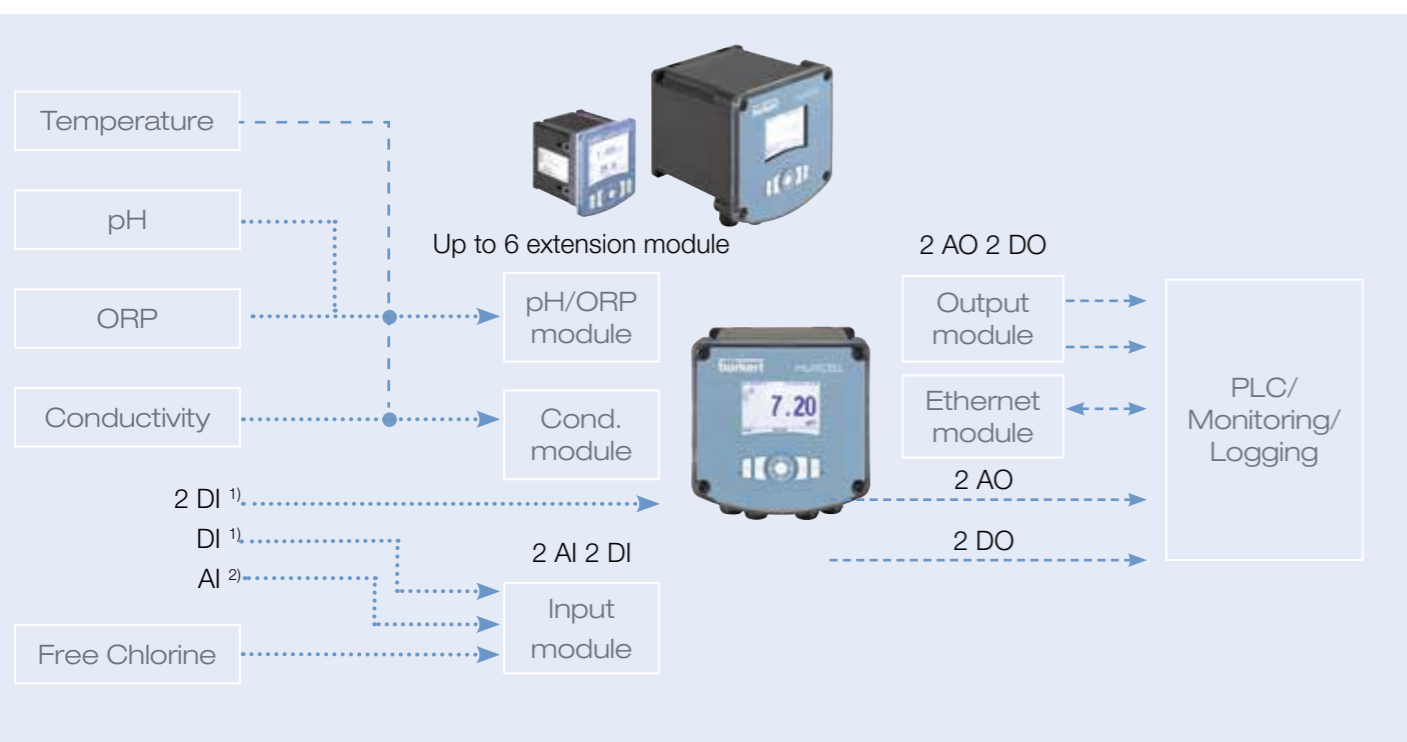 Temperature
pH
ORP
Conductivity
2 DI 1)
DI 1)
AI 2)
Free Chlorine
Up to 6 extension module
pH/ORP
module
Cond.
module
2 AI 2 DI
Input
module
burkert
7.20
2 AO 2 DO
Output
module
Ethernet
module
2 AO
2 DO
PLC/
Monitoring/
Logging